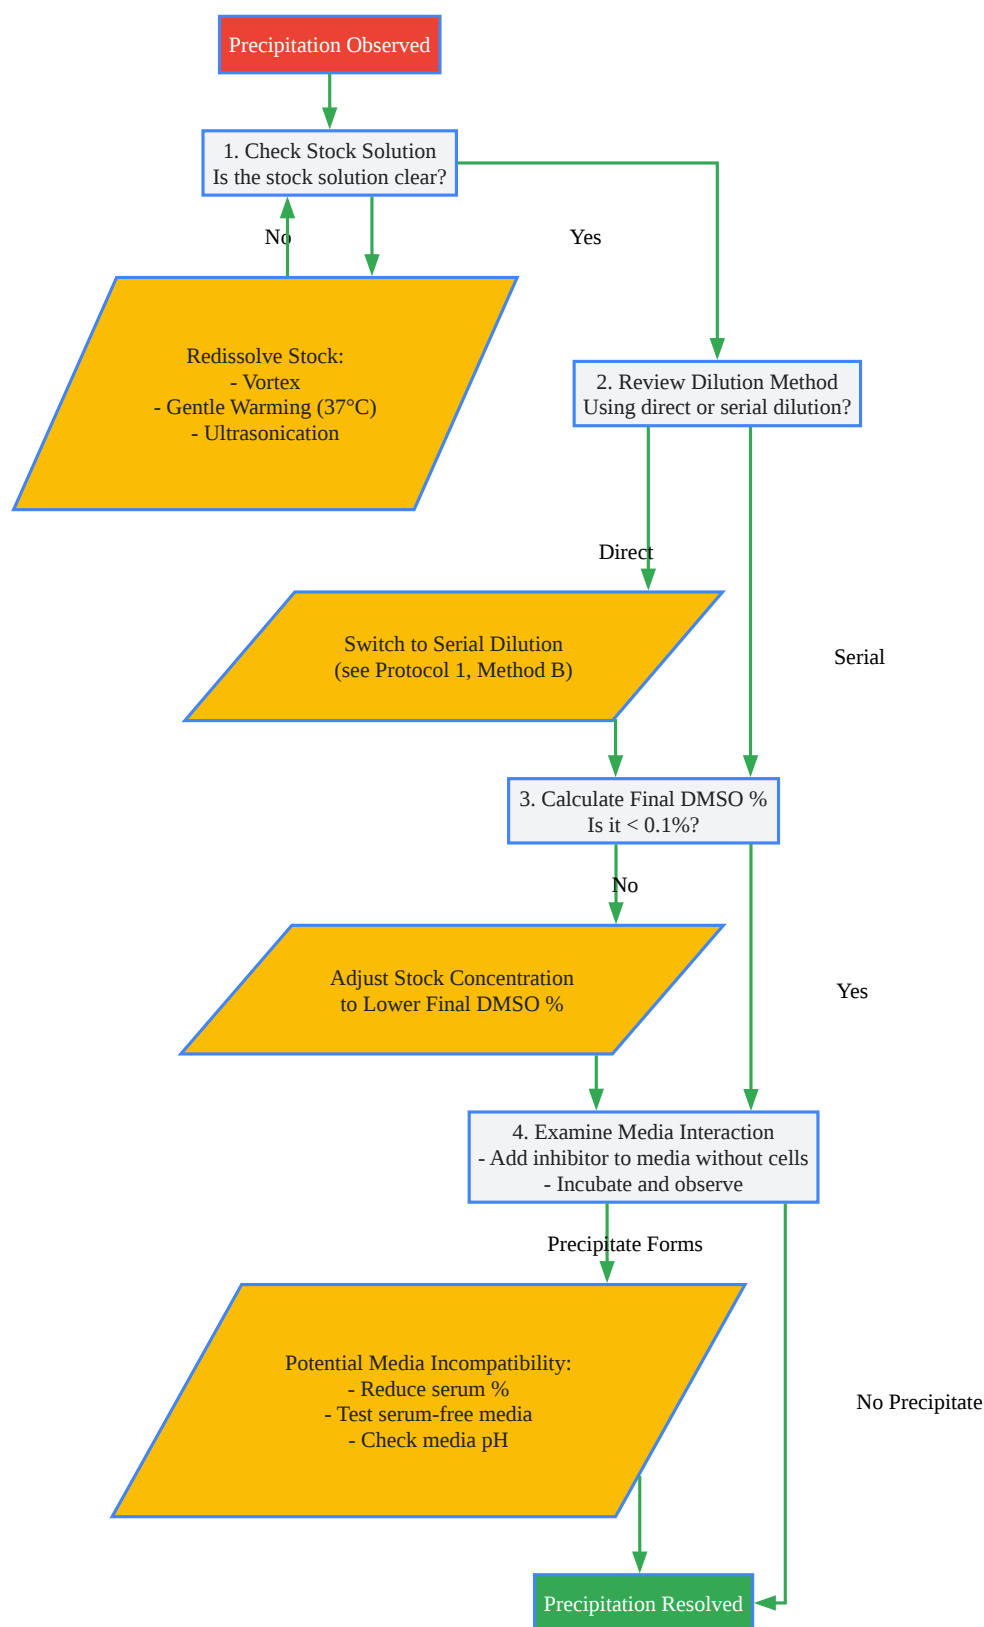 Precipitation Observed
1. Check Stock Solution
Is the stock solution clear?
No
Yes
Redissolve Stock:
- Vortex
- Gentle Warming (37°C)
- Ultrasonication
2. Review Dilution Method
Using direct or serial dilution?
Direct
Switch to Serial Dilution
(see Protocol 1, Method B)
Serial
3. Calculate Final DMSO %
Is it < 0.1%?
No
Adjust Stock Concentration
to Lower Final DMSO %
Yes
4. Examine Media Interaction
- Add inhibitor to media without cells
- Incubate and observe
Precipitate Forms
Potential Media Incompatibility:
- Reduce serum %
- Test serum-free media
- Check media pH
No Precipitate
Precipitation Resolved